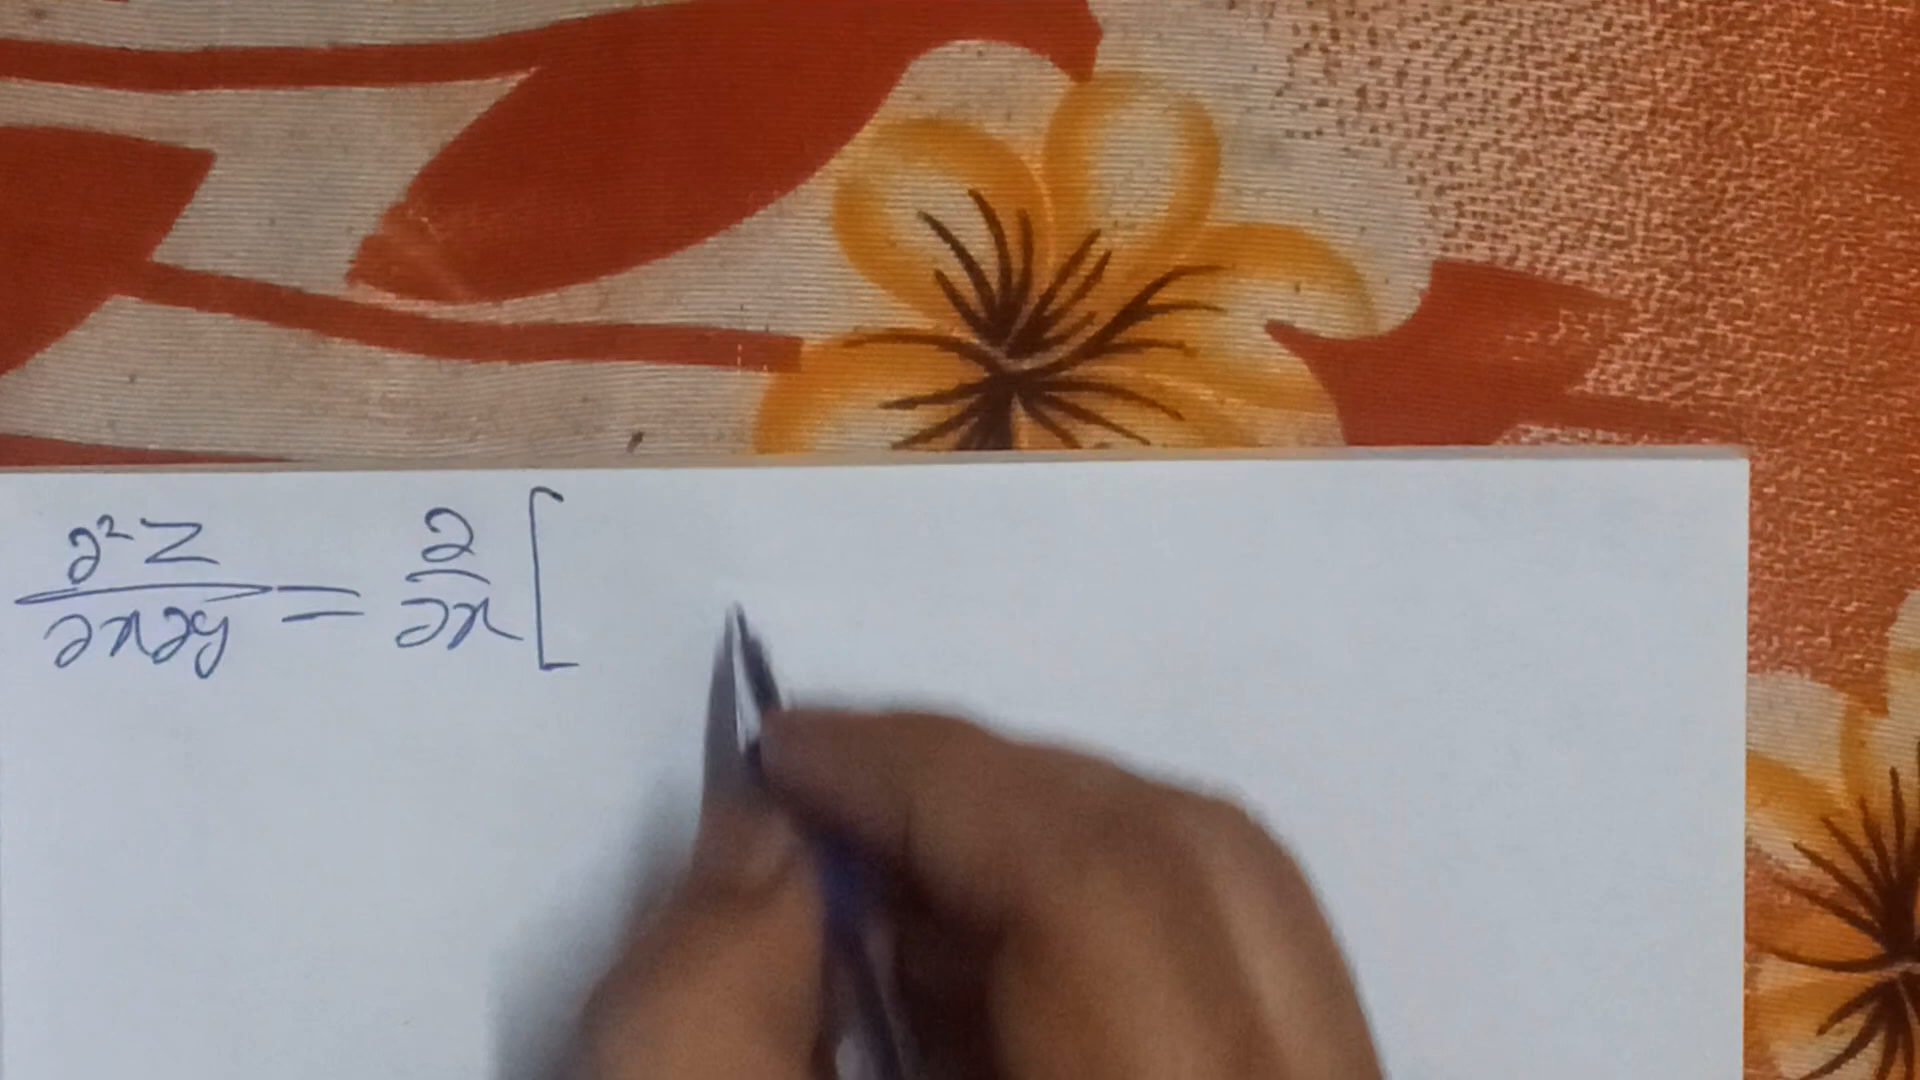 ∂²Z/∂x∂y = ∂/∂x [